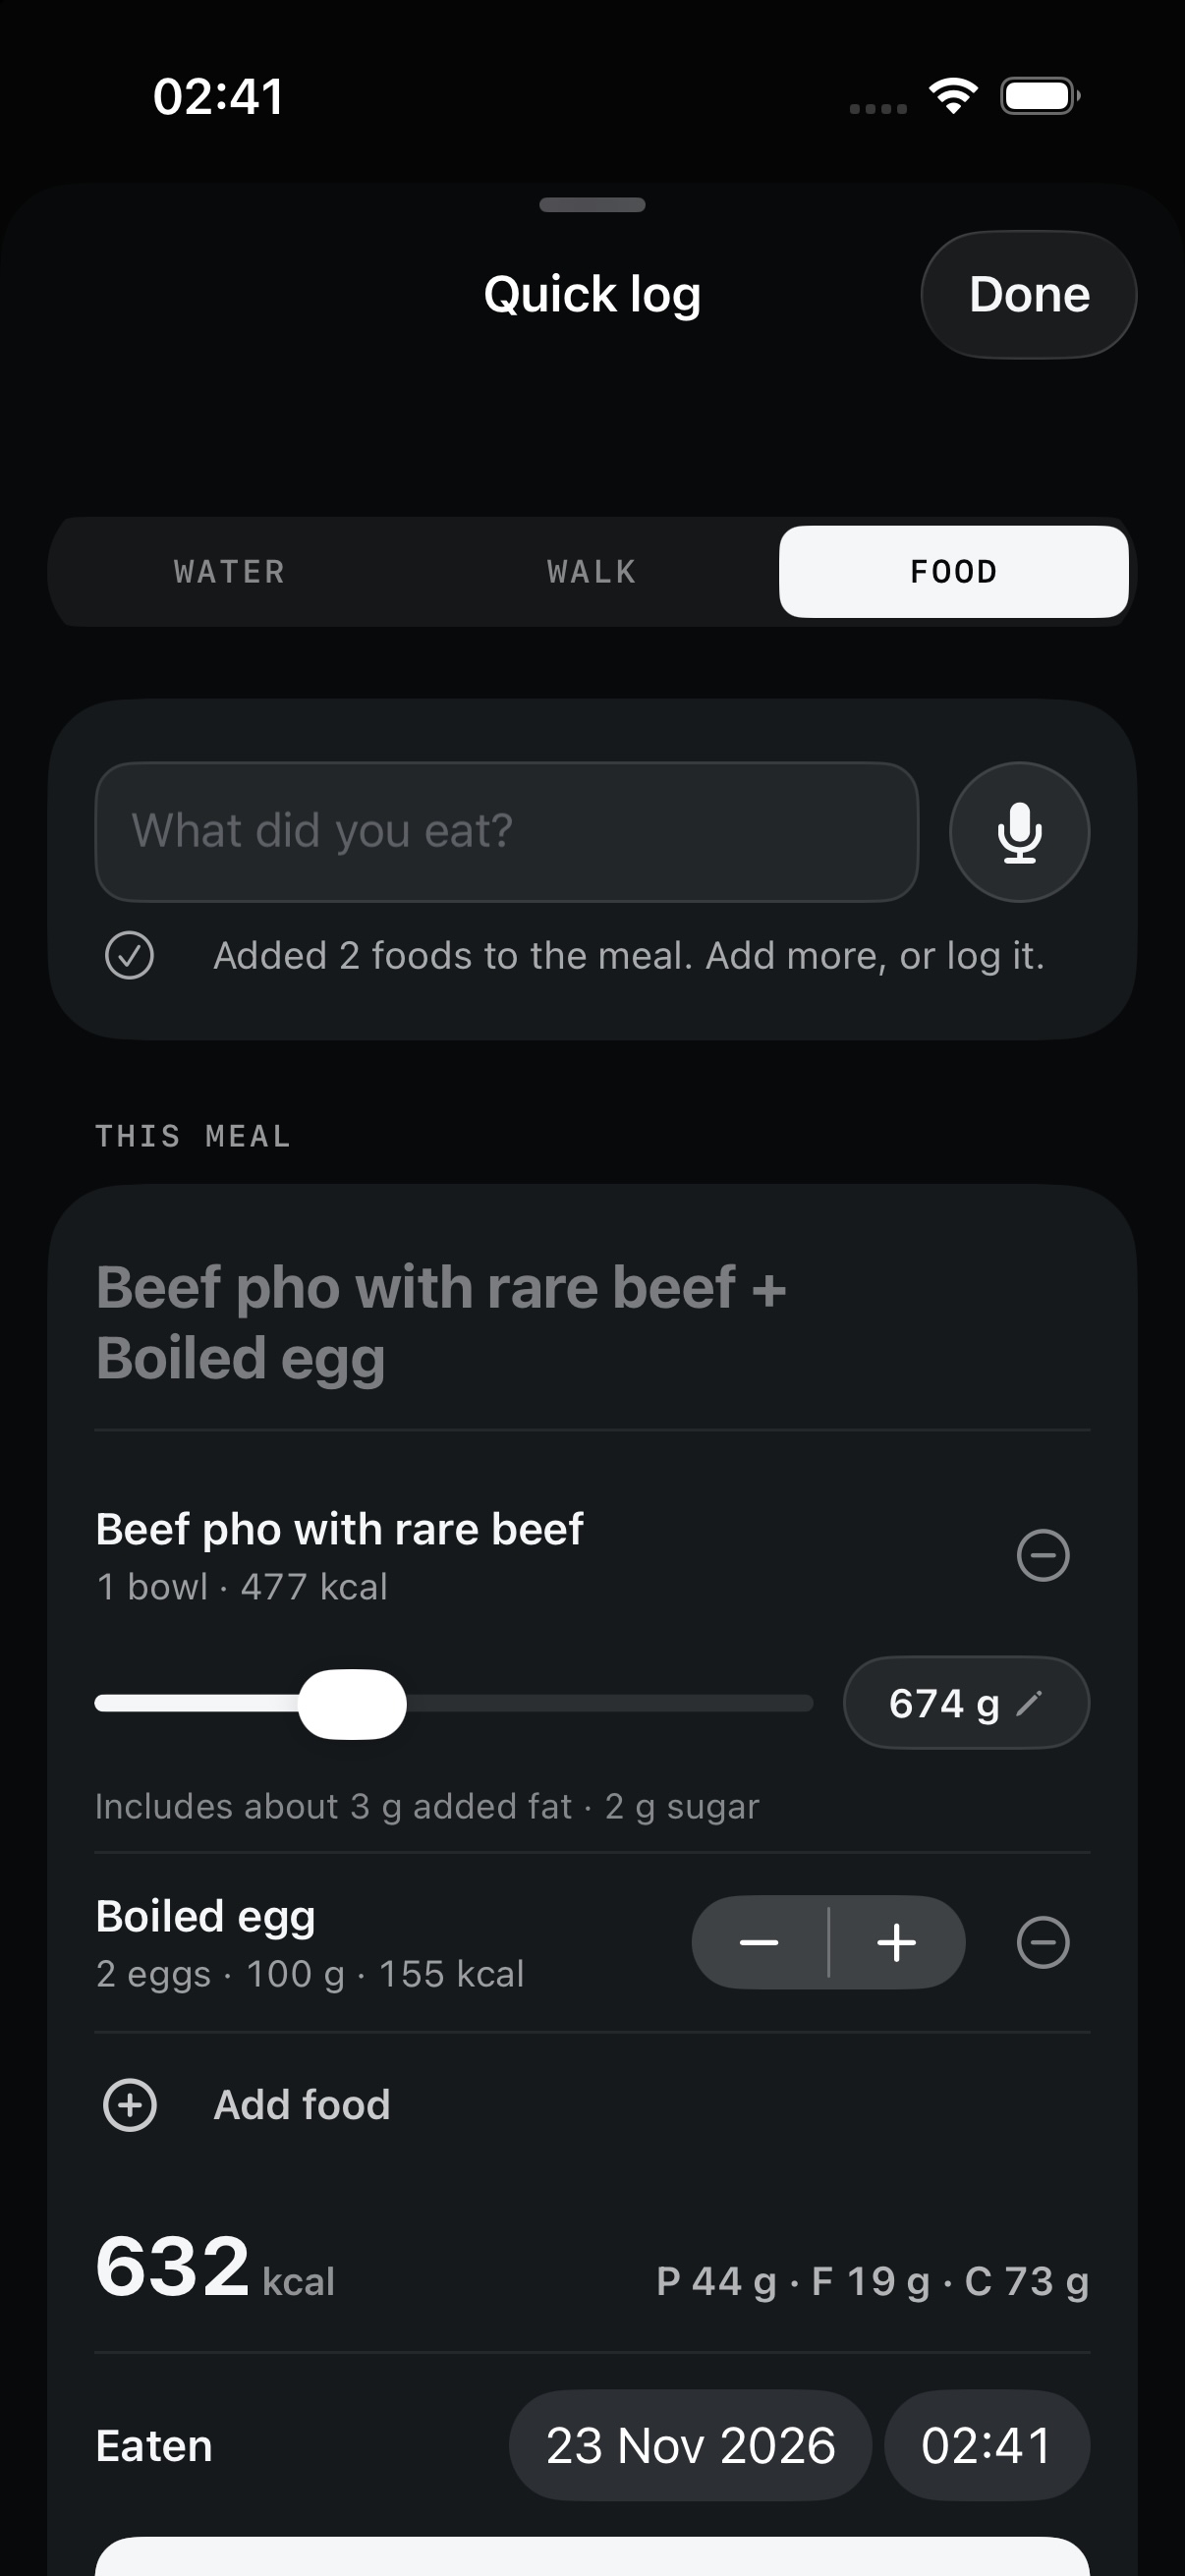 02:41
Quick log
Done
WATER
WALK
FOOD
What did you eat?
Added 2 foods to the meal. Add more, or log it.
THIS MEAL
Beef pho with rare beef +
Boiled egg
Beef pho with rare beef
1 bowl · 477 kcal
674 g
Includes about 3 g added fat · 2 g sugar
Boiled egg
2 eggs · 100 g · 155 kcal
Add food
632 kcal
P 44 g · F 19 g · C 73 g
Eaten
23 Nov 2026
02:41